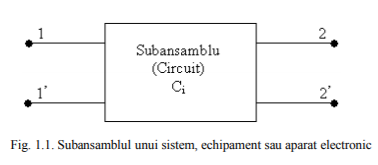 1
2
Subansamblu
(Circuit)
Ci
1'
2'
Fig. 1.1. Subansamblul unui sistem, echipament sau aparat electronic